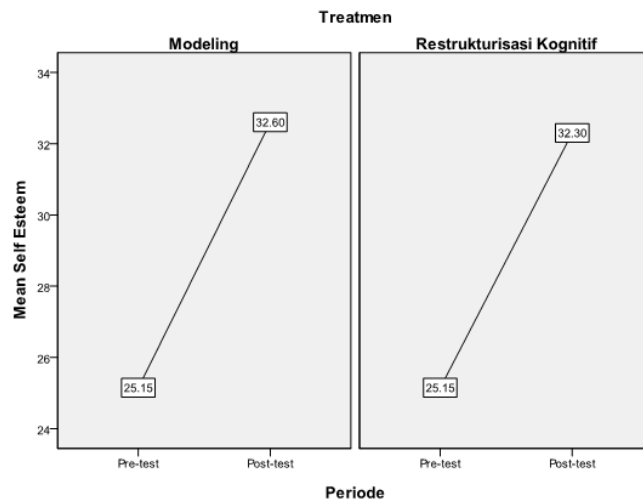 Treatmen
Modeling
Restrukturisasi Kognitif
Mean Self Esteem
34
32
30
28
26
24
32.60
25.15
32.30
25.15
Pre-test
Post-test
Pre-test
Post-test
Periode